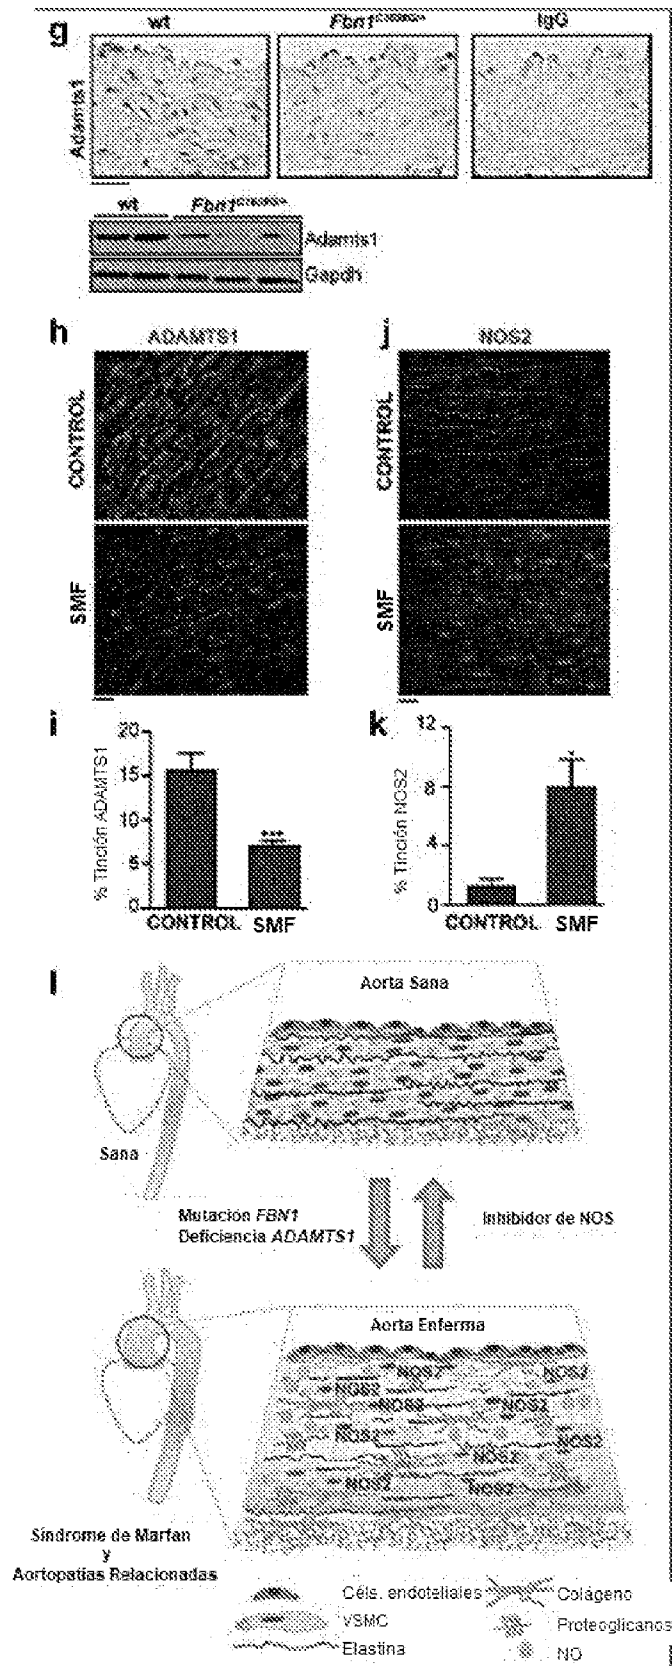 g
wt Fbn1 IgG
Adamts1
wt Fbn1
Adamts1
Gapdh
h ADAMTS1
CONTROL
SMF
j NOS2
CONTROL
SMF
i
% Tinción ADAMTS1
20
15
10
5
0
***
CONTROL SMF
k
% Tinción NOS2
12
8
4
0
*
CONTROL SMF
l
Aorta Sana
Sana
Mutación FBN1
Deficiencia ADAMTS1
Inhibidor de NOS
Aorta Enferma
NOS2 NOS2
NOS2
NOS2 NOS2
NOS2 NOS2
NOS2
NOS2 NOS2
Síndrome de Marfan
y
Aortopatías Relacionadas
Céls. endoteliales
VSMC
Elastina
Colágeno
Proteoglicanos
NO